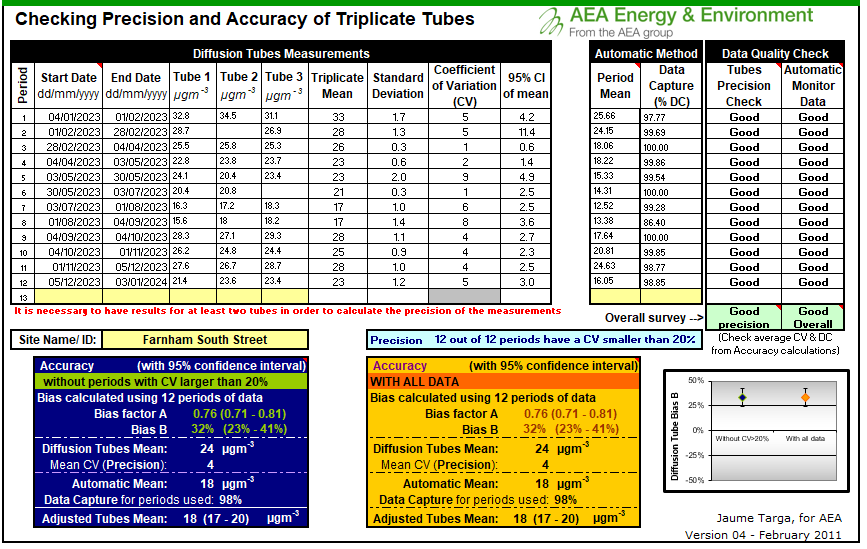 Checking Precision and Accuracy of Triplicate Tubes
AEA Energy & Environment
From the AEA group
Diffusion Tubes Measurements
Automatic Method
Data Quality Check
Period Start Date dd/mm/yyyy End Date dd/mm/yyyy Tube 1 µgm⁻³ Tube 2 µgm⁻³ Tube 3 µgm⁻³ Triplicate Mean Standard Deviation Coefficient of Variation (CV) 95% CI of mean Period Mean Data Capture (% DC) Tubes Precision Check Automatic Monitor Data
1 04/01/2023 01/02/2023 32.8 34.5 31.1 33 1.7 5 4.2 25.66 97.77 Good Good
2 01/02/2023 28/02/2023 28.7 26.9 28 1.3 5 11.4 24.15 99.69 Good Good
3 28/02/2023 04/04/2023 25.5 25.8 25.3 26 0.3 1 0.6 18.06 100.00 Good Good
4 04/04/2023 03/05/2023 22.8 23.8 23.7 23 0.6 2 1.4 18.22 99.86 Good Good
5 03/05/2023 30/05/2023 24.1 20.4 23.4 23 2.0 9 4.9 15.33 99.54 Good Good
6 30/05/2023 03/07/2023 20.4 20.8 21 0.3 1 2.5 14.31 100.00 Good Good
7 03/07/2023 01/08/2023 16.3 17.2 18.3 17 1.0 6 2.5 12.52 99.28 Good Good
8 01/08/2023 04/09/2023 15.6 18 18.2 17 1.4 8 3.6 13.38 86.40 Good Good
9 04/09/2023 04/10/2023 28.3 27.1 29.3 28 1.1 4 2.7 17.64 100.00 Good Good
10 04/10/2023 01/11/2023 26.2 24.8 24.4 25 0.9 4 2.3 20.81 99.85 Good Good
11 01/11/2023 05/12/2023 27.6 26.7 28.7 28 1.0 4 2.5 24.63 98.77 Good Good
12 05/12/2023 03/01/2024 21.4 23.6 23.4 23 1.2 5 3.0 16.05 98.85 Good Good
13
It is necessary to have results for at least two tubes in order to calculate the precision of the measurements
Overall survey --> Good precision Good Overall
(Check average CV & DC from Accuracy calculations)
Site Name/ ID: Farnham South Street
Precision 12 out of 12 periods have a CV smaller than 20%
Accuracy (with 95% confidence interval)
without periods with CV larger than 20%
Bias calculated using 12 periods of data
Bias factor A 0.76 (0.71 - 0.81)
Bias B 32% (23% - 41%)
Diffusion Tubes Mean: 24 µgm⁻³
Mean CV (Precision): 4
Automatic Mean: 18 µgm⁻³
Data Capture for periods used: 98%
Adjusted Tubes Mean: 18 (17 - 20) µgm⁻³
Accuracy (with 95% confidence interval)
WITH ALL DATA
Bias calculated using 12 periods of data
Bias factor A 0.76 (0.71 - 0.81)
Bias B 32% (23% - 41%)
Diffusion Tubes Mean: 24 µgm⁻³
Mean CV (Precision): 4
Automatic Mean: 18 µgm⁻³
Data Capture for periods used: 98%
Adjusted Tubes Mean: 18 (17 - 20) µgm⁻³
Diffusion Tube Bias B
50%
25%
0%
-25%
-50%
Without CV>20% With all data
Jaume Targa, for AEA
Version 04 - February 2011